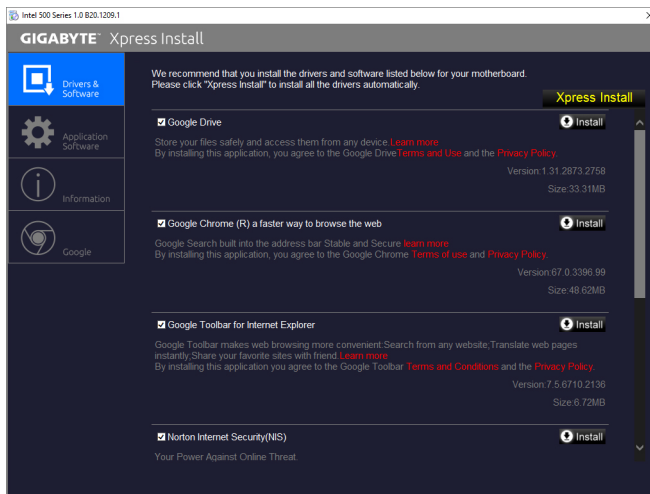 Intel 500 Series 1.0 B20.1209.1
GIGABYTE™ Xpress Install
Drivers &
Software
Application
Software
Information
Google
We recommend that you install the drivers and software listed below for your motherboard.
Please click "Xpress Install" to install all the drivers automatically.
Xpress Install
Google Drive
Install
Store your files safely and access them from any device.Learn more
By installing this application, you agree to the Google DriveTerms and Use and the Privacy Policy.
Version:1.31.2873.2758
Size:33.31MB
Google Chrome (R) a faster way to browse the web
Install
Google Search built into the address bar Stable and Secure learn more
By installing this application, you agree to the Google Chrome Terms of use and Privacy Policy.
Version:67.0.3396.99
Size:48.62MB
Google Toolbar for Internet Explorer
Install
Google Toolbar makes web browsing more convenient:Search from any website;Translate web pages
instantly;Share your favorite sites with friend.Learn more
By installing this application you agree to the Google Toolbar Terms and Conditions and the Privacy Policy.
Version:7.5.6710.2136
Size:6.72MB
Norton Internet Security(NIS)
Install
Your Power Against Online Threat.